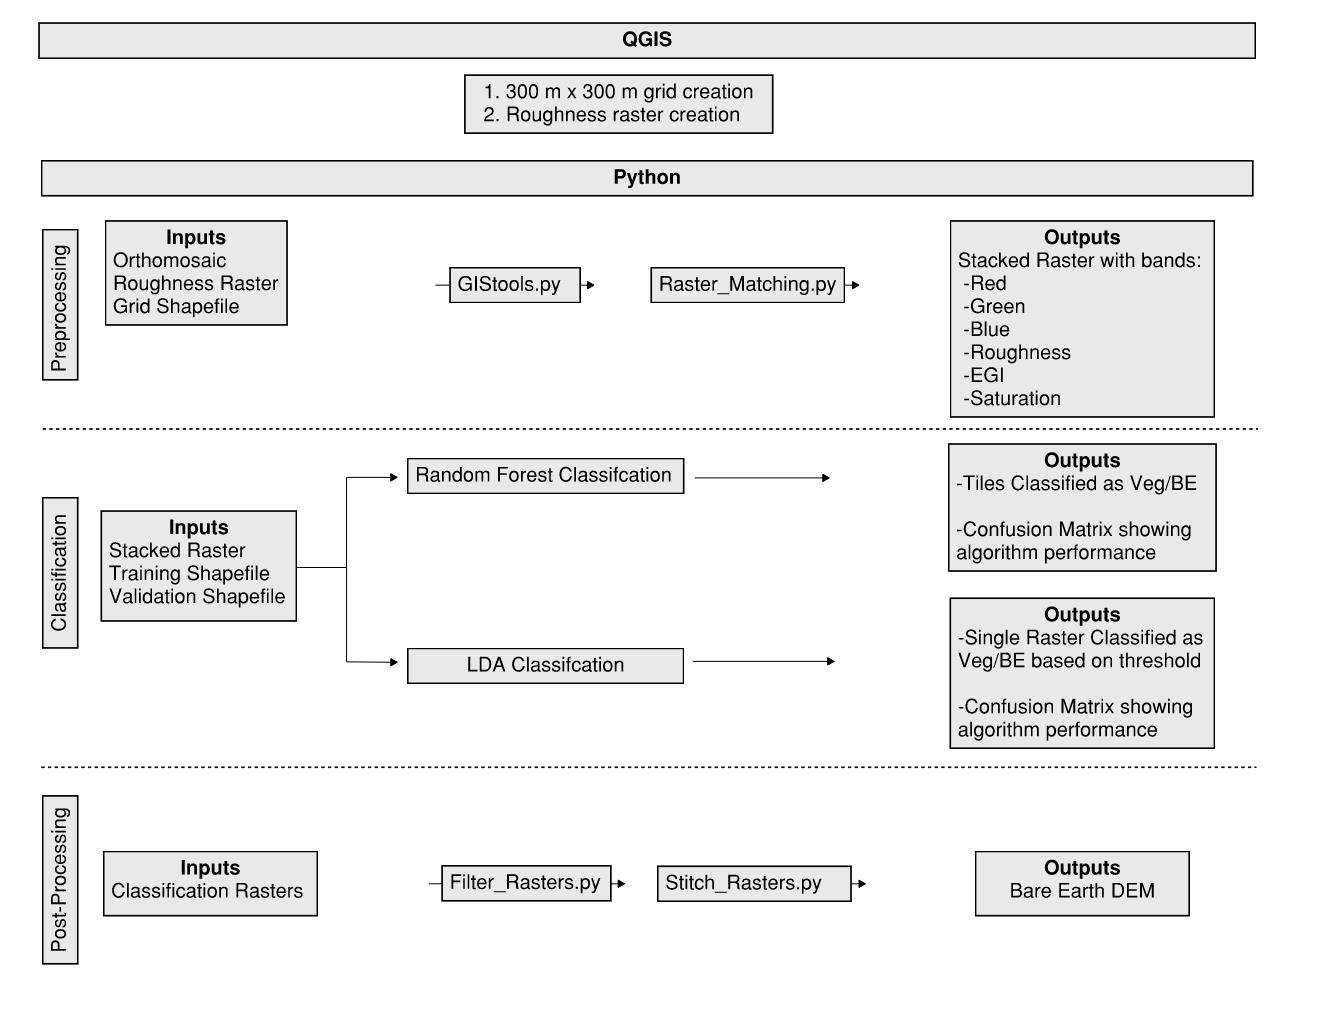 QGIS
1. 300 m x 300 m grid creation
2. Roughness raster creation
Python
Preprocessing
Inputs
Orthomosaic
Roughness Raster
Grid Shapefile
GIStools.py
Raster_Matching.py
Outputs
Stacked Raster with bands:
-Red
-Green
-Blue
-Roughness
-EGI
-Saturation
Classification
Inputs
Stacked Raster
Training Shapefile
Validation Shapefile
Random Forest Classifcation
Outputs
-Tiles Classified as Veg/BE
-Confusion Matrix showing
algorithm performance
LDA Classifcation
Outputs
-Single Raster Classified as
Veg/BE based on threshold
-Confusion Matrix showing
algorithm performance
Post-Processing
Inputs
Classification Rasters
Filter_Rasters.py
Stitch_Rasters.py
Outputs
Bare Earth DEM